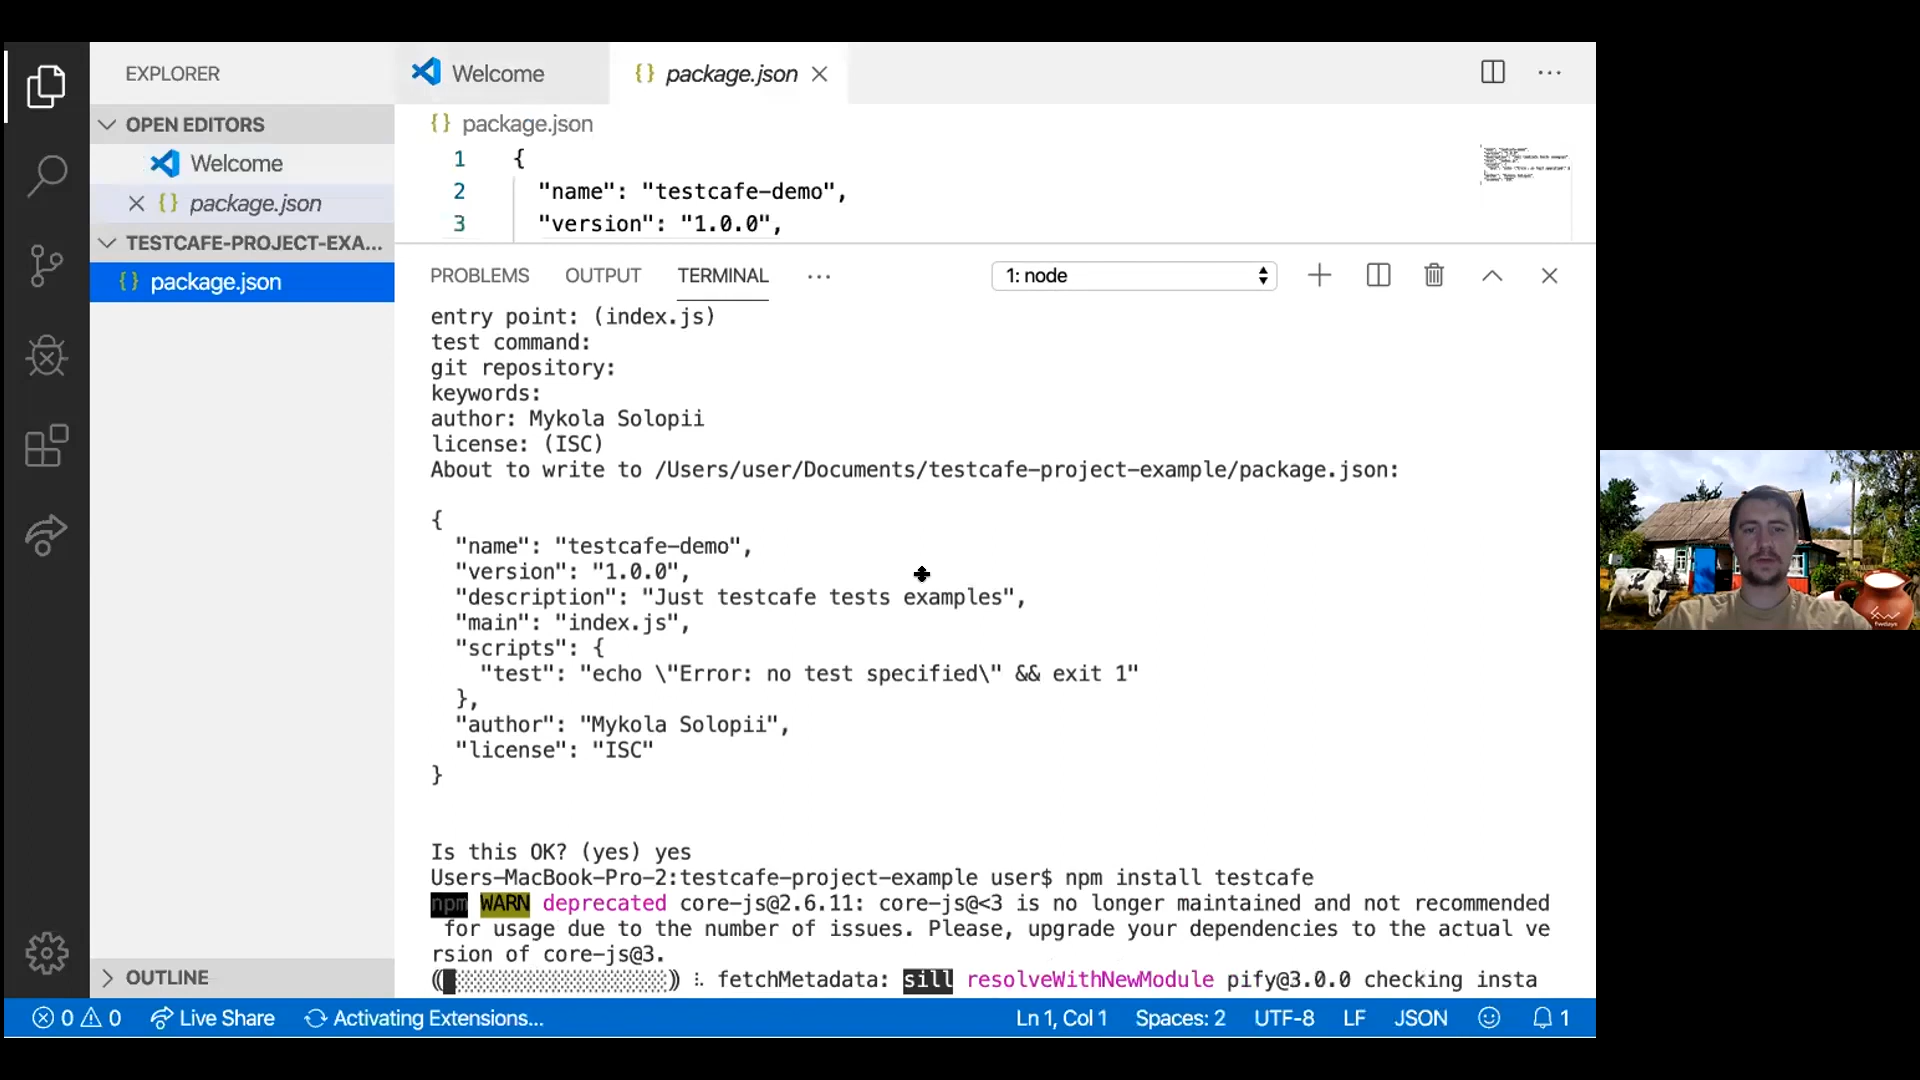 EXPLORER
Welcome
package.json
OPEN EDITORS
Welcome
package.json
TESTCAFE-PROJECT-EXA...
package.json
OUTLINE
package.json
1 {
2 "name": "testcafe-demo",
3 "version": "1.0.0",
PROBLEMS OUTPUT TERMINAL ... 1: node
entry point: (index.js)
test command:
git repository:
keywords:
author: Mykola Solopii
license: (ISC)
About to write to /Users/user/Documents/testcafe-project-example/package.json:
{
"name": "testcafe-demo",
"version": "1.0.0",
"description": "Just testcafe tests examples",
"main": "index.js",
"scripts": {
"test": "echo \"Error: no test specified\" && exit 1"
},
"author": "Mykola Solopii",
"license": "ISC"
}
Is this OK? (yes) yes
Users-MacBook-Pro-2:testcafe-project-example user$ npm install testcafe
npm WARN deprecated core-js@2.6.11: core-js@<3 is no longer maintained and not recommended
for usage due to the number of issues. Please, upgrade your dependencies to the actual ve
rsion of core-js@3.
fetchMetadata: sill resolveWithNewModule pify@3.0.0 checking insta
0 0 Live Share Activating Extensions... Ln 1, Col 1 Spaces: 2 UTF-8 LF JSON 1
fwdays